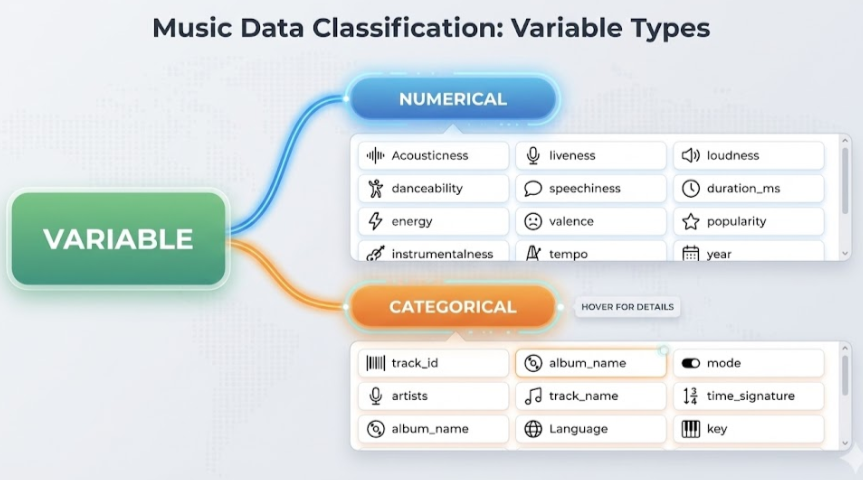 Music Data Classification: Variable Types
VARIABLE
NUMERICAL
Acousticness liveness loudness
danceability speechiness duration_ms
energy valence popularity
instrumentalness tempo year
CATEGORICAL HOVER FOR DETAILS
track_id album_name mode
artists track_name time_signature
album_name Language key